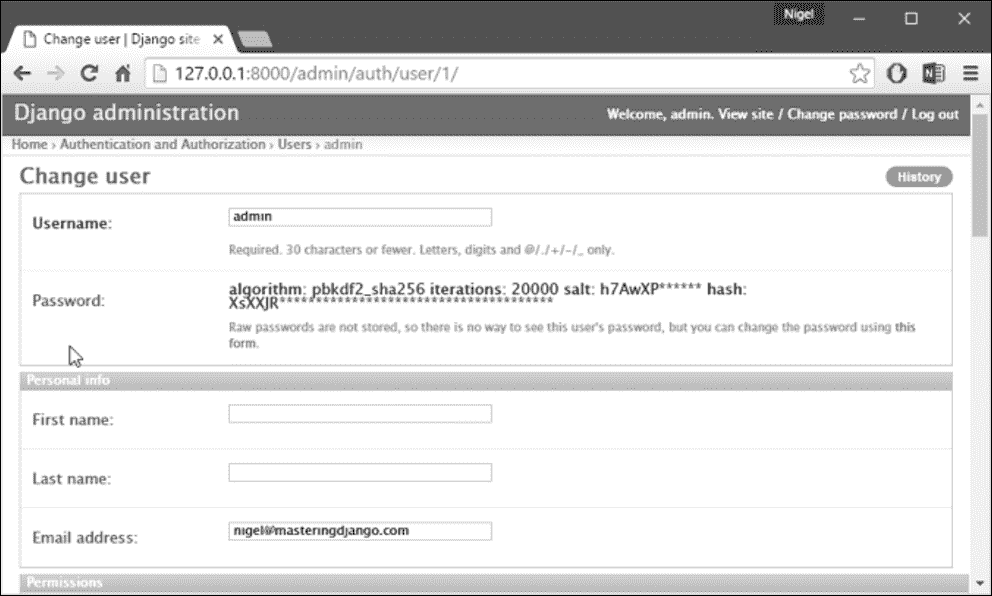 Nigel
Change user | Django site
127.0.0.1:8000/admin/auth/user/1/
Django administration
Welcome, admin. View site / Change password / Log out
Home › Authentication and Authorization › Users › admin
Change user
History
Username:
admin
Required. 30 characters or fewer. Letters, digits and @/./+/-/_ only.
Password:
algorithm: pbkdf2_sha256 iterations: 20000 salt: h7AwXP****** hash:
XsXXJR**************************************
Raw passwords are not stored, so there is no way to see this user's password, but you can change the password using this
form.
Personal info
First name:
Last name:
Email address:
nigel@masteringdjango.com
Permissions